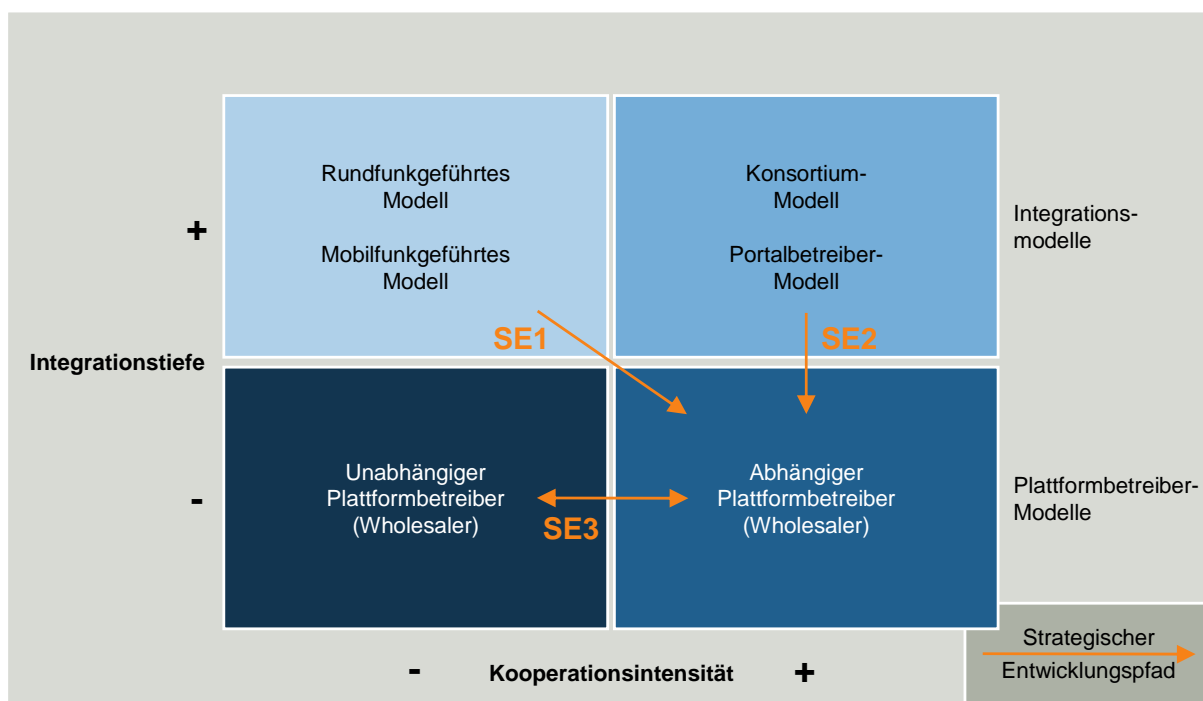 Rundfunkgeführtes
Modell
Mobilfunkgeführtes
Modell
Konsortium-
Modell
Portalbetreiber-
Modell
Integrations-
modelle
+
SE1
SE2
Integrationstiefe
Unabhängiger
Plattformbetreiber
(Wholesaler)
SE3
Abhängiger
Plattformbetreiber
(Wholesaler)
Plattformbetreiber-
Modelle
-
- Kooperationsintensität +
Strategischer
Entwicklungspfad